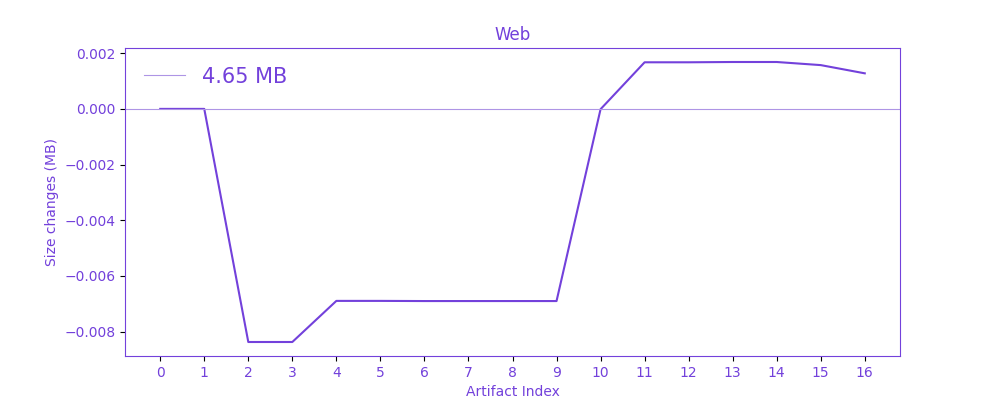 Web
4.65 MB
Size changes (MB)
0.002
0.000
−0.002
−0.004
−0.006
−0.008
0 1 2 3 4 5 6 7 8 9 10 11 12 13 14 15 16
Artifact Index